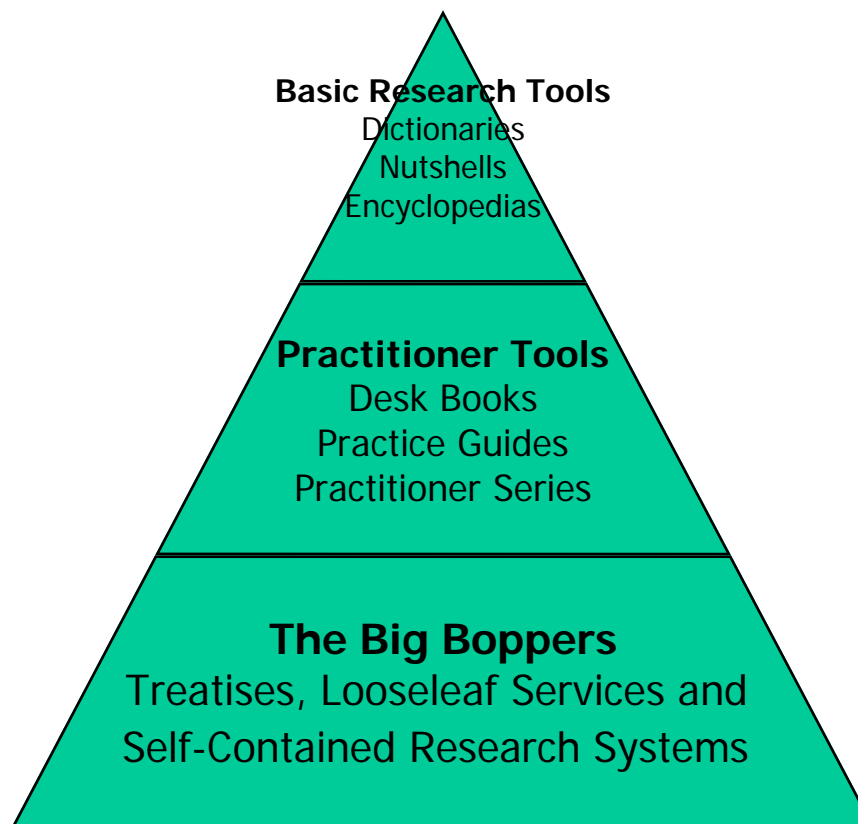 Basic Research Tools
Dictionaries
Nutshells
Encyclopedias
Practitioner Tools
Desk Books
Practice Guides
Practitioner Series
The Big Boppers
Treatises, Looseleaf Services and
Self-Contained Research Systems